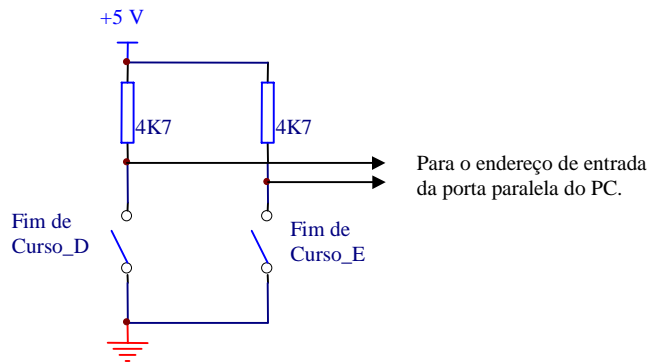 +5 V
4K7
4K7
Para o endereço de entrada
da porta paralela do PC.
Fim de
Curso_D
Fim de
Curso_E